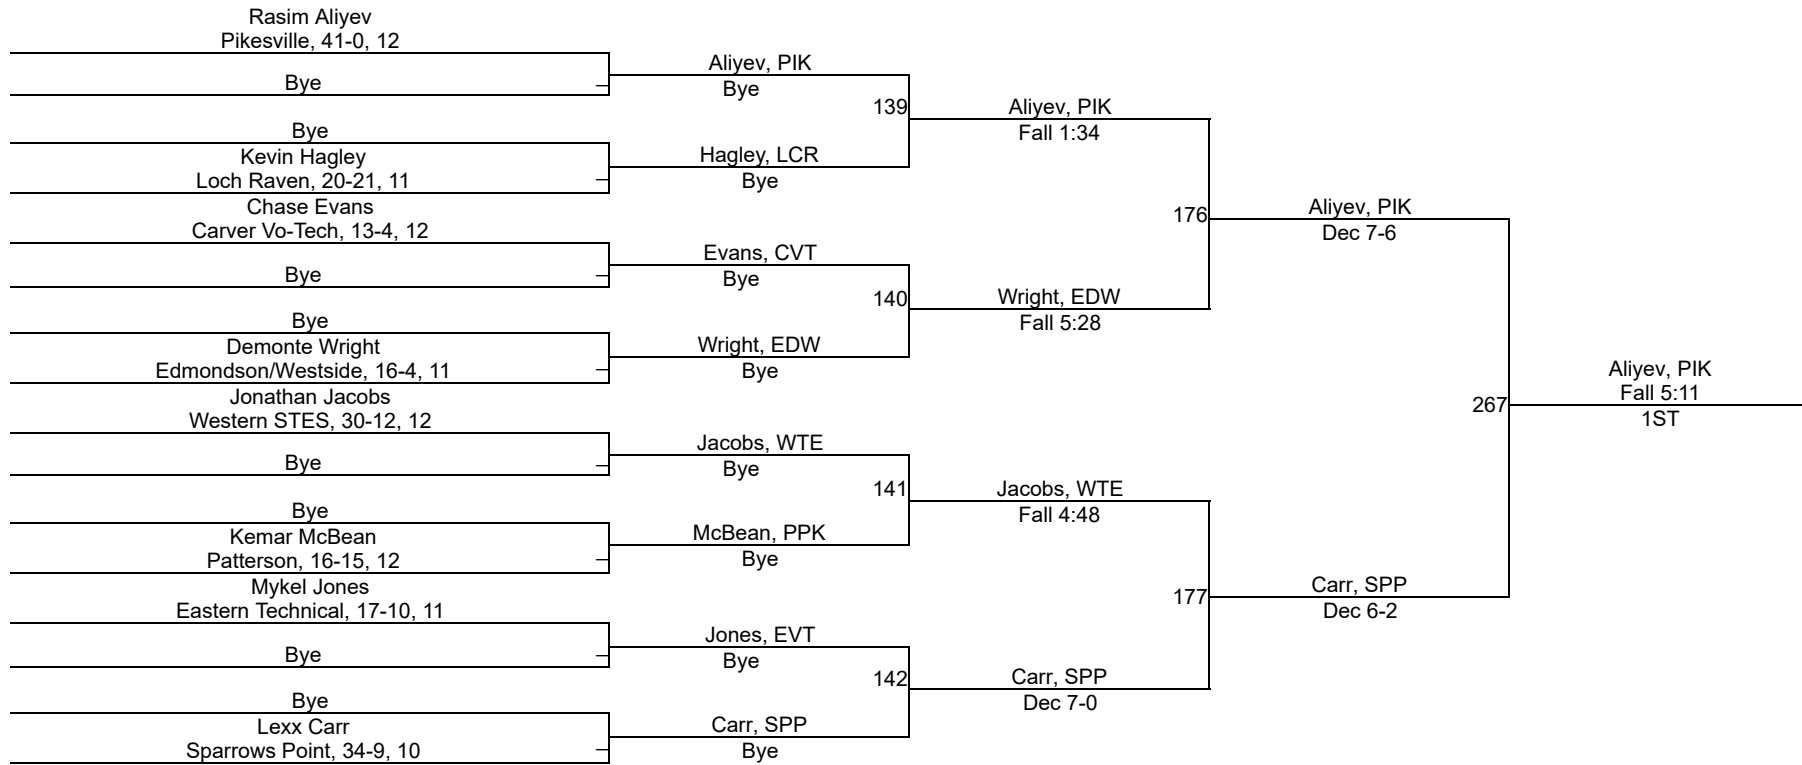 Rasim Aliyev
Pikesville, 41-0, 12
Bye
Bye
Kevin Hagley
Loch Raven, 20-21, 11
Chase Evans
Carver Vo-Tech, 13-4, 12
Bye
Bye
Demonte Wright
Edmondson/Westside, 16-4, 11
Jonathan Jacobs
Western STES, 30-12, 12
Bye
Bye
Kemar McBean
Patterson, 16-15, 12
Mykel Jones
Eastern Technical, 17-10, 11
Bye
Bye
Lexx Carr
Sparrows Point, 34-9, 10
Aliyev, PIK
Bye
139
Hagley, LCR
Bye
Evans, CVT
Bye
140
Wright, EDW
Bye
Jacobs, WTE
Bye
141
McBean, PPK
Bye
Jones, EVT
Bye
142
Carr, SPP
Bye
Aliyev, PIK
Fall 1:34
176
Wright, EDW
Fall 5:28
Jacobs, WTE
Fall 4:48
177
Carr, SPP
Dec 7-0
Aliyev, PIK
Dec 7-6
267
Carr, SPP
Dec 6-2
Aliyev, PIK
Fall 5:11
1ST